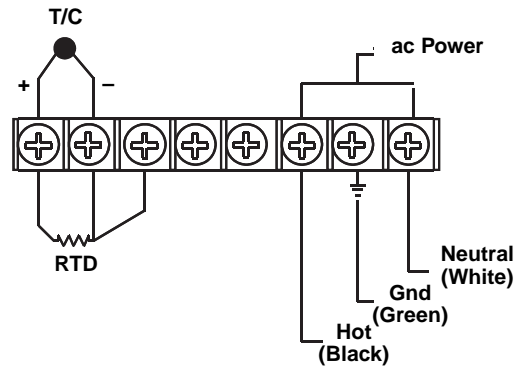 T/C
ac Power
+
–
RTD
Neutral
(White)
Gnd
(Green)
Hot
(Black)